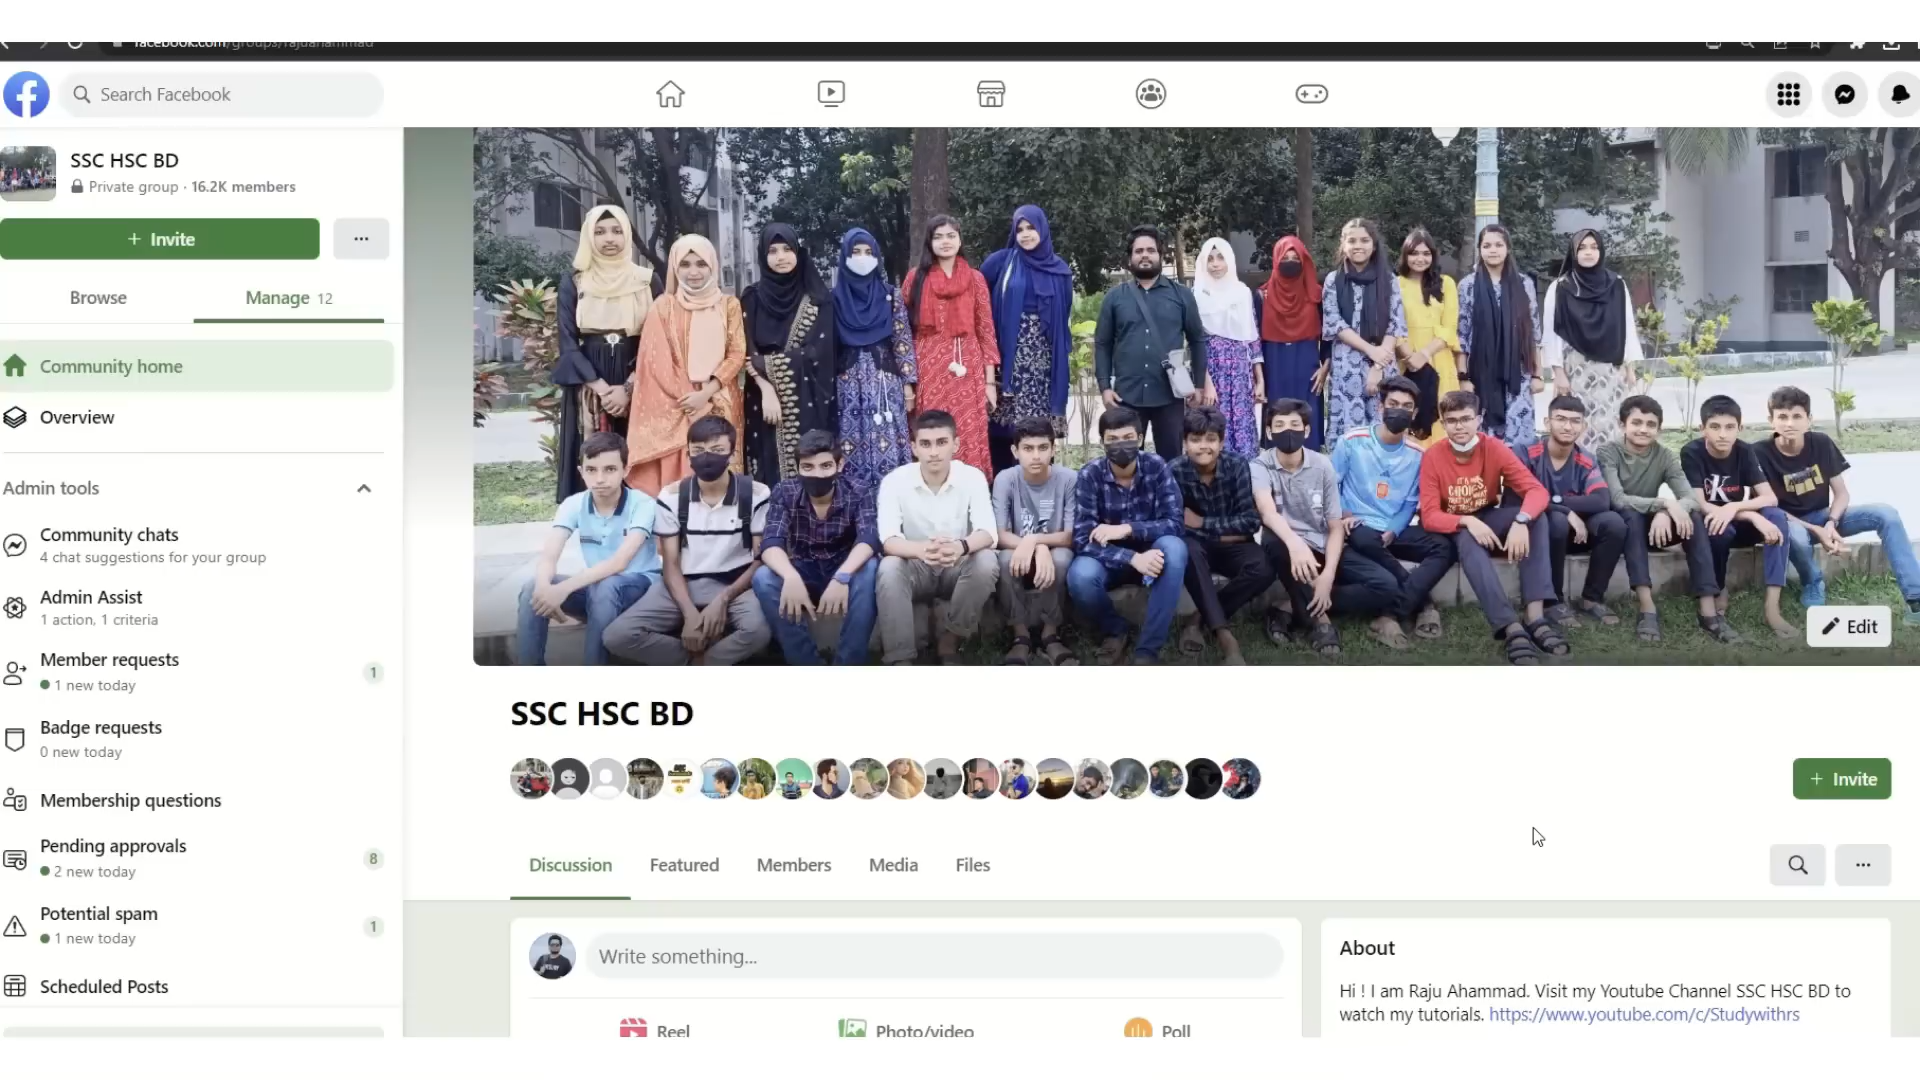 facebook.com/groups/rajuahammad
Search Facebook
SSC HSC BD
Private group · 16.2K members
+ Invite
Browse
Manage 12
Community home
Overview
Admin tools
Community chats
4 chat suggestions for your group
Admin Assist
1 action, 1 criteria
Member requests
1 new today
1
Badge requests
0 new today
Membership questions
Pending approvals
2 new today
8
Potential spam
1 new today
1
Scheduled Posts
Edit
SSC HSC BD
+ Invite
Discussion
Featured
Members
Media
Files
Write something...
Reel
Photo/video
Poll
About
Hi ! I am Raju Ahammad. Visit my Youtube Channel SSC HSC BD to
watch my tutorials. https://www.youtube.com/c/Studywithrs